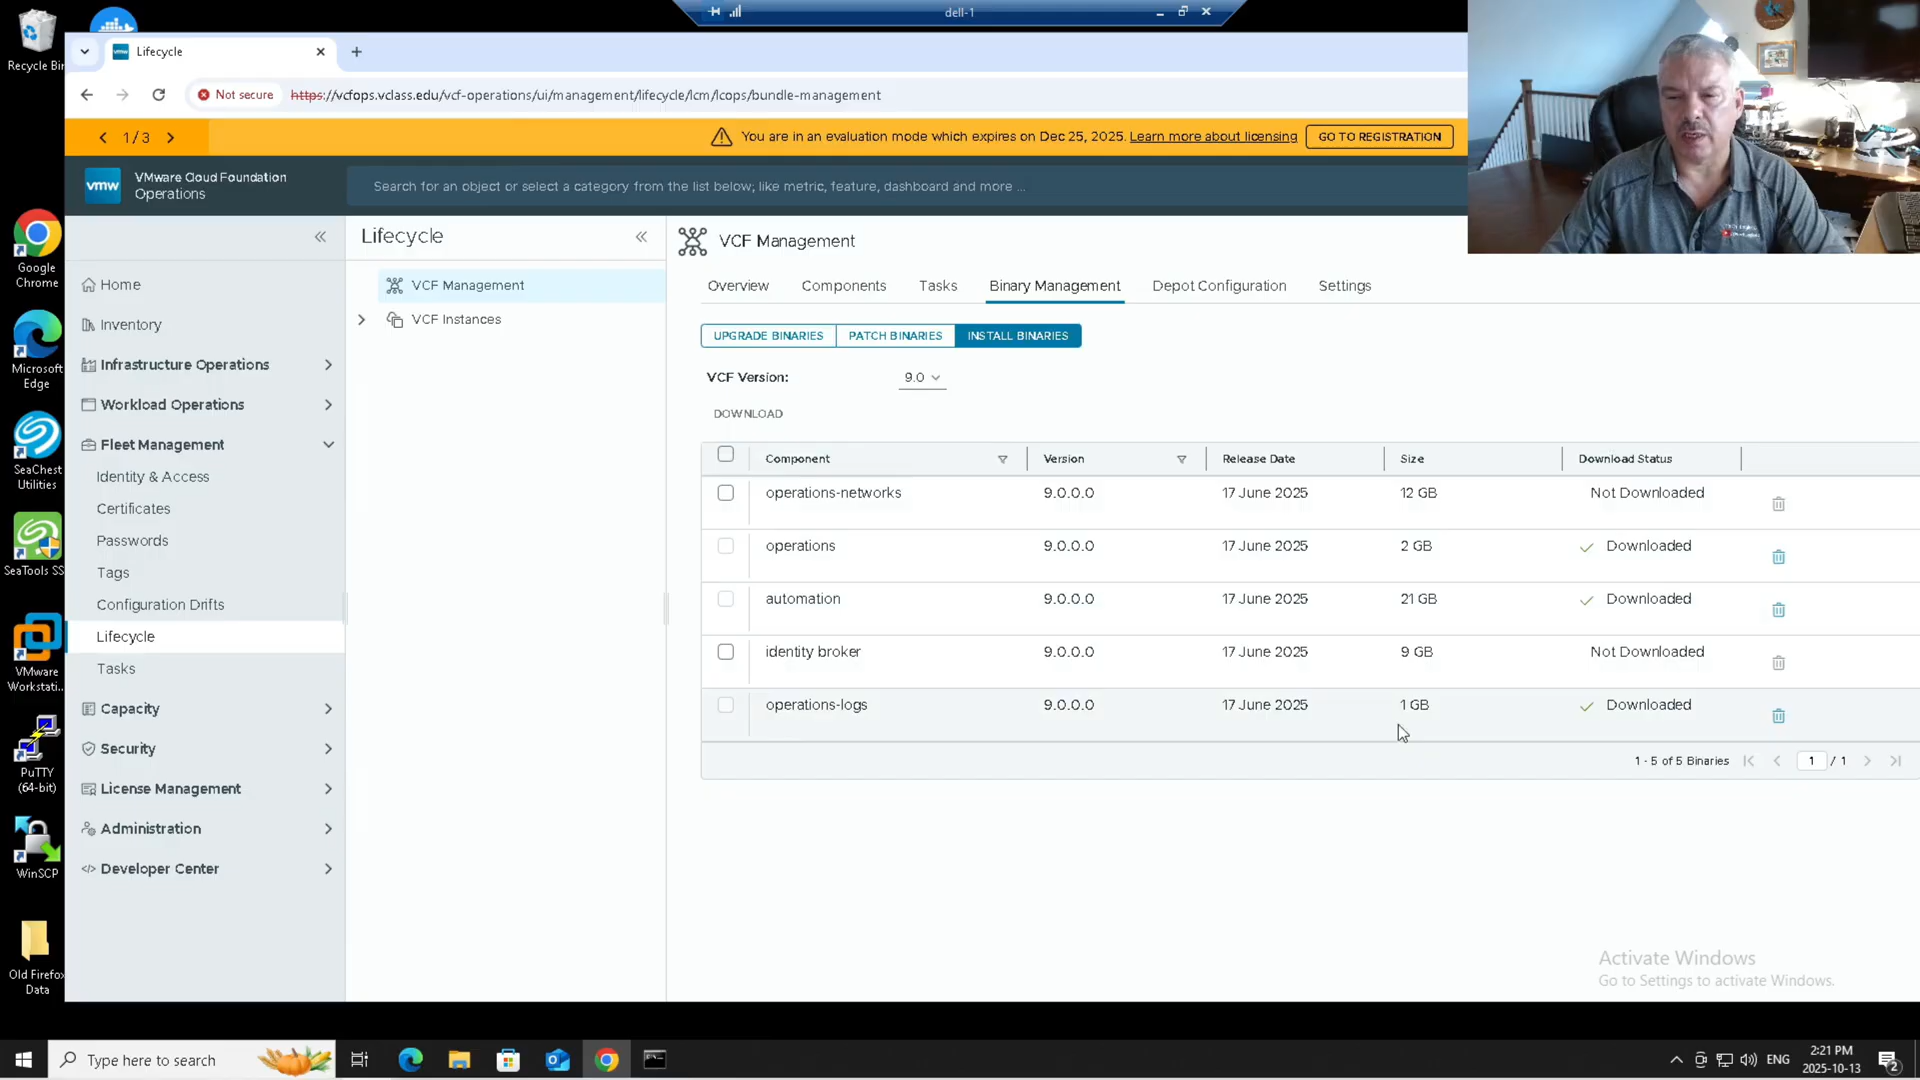 dell-1
Recycle Bin
Lifecycle
Not secure
https://vcfops.vclass.edu/vcf-operations/ui/management/lifecycle/lcm/lcops/bundle-management
1 / 3
You are in an evaluation mode which expires on Dec 25, 2025. Learn more about licensing
GO TO REGISTRATION
vmw
VMware Cloud Foundation
Operations
Search for an object or select a category from the list below; like metric, feature, dashboard and more ...
Google
Chrome
Microsoft
Edge
SeaChest
Utilities
SeaTools SS
VMware
Workstati...
PuTTY
(64-bit)
WinSCP
Old Firefox
Data
Home
Inventory
Infrastructure Operations
Workload Operations
Fleet Management
Identity & Access
Certificates
Passwords
Tags
Configuration Drifts
Lifecycle
Tasks
Capacity
Security
License Management
Administration
Developer Center
Lifecycle
VCF Management
VCF Instances
VCF Management
Overview Components Tasks Binary Management Depot Configuration Settings
UPGRADE BINARIES PATCH BINARIES INSTALL BINARIES
VCF Version: 9.0
DOWNLOAD
Component Version Release Date Size Download Status
operations-networks 9.0.0.0 17 June 2025 12 GB Not Downloaded
operations 9.0.0.0 17 June 2025 2 GB Downloaded
automation 9.0.0.0 17 June 2025 21 GB Downloaded
identity broker 9.0.0.0 17 June 2025 9 GB Not Downloaded
operations-logs 9.0.0.0 17 June 2025 1 GB Downloaded
1 - 5 of 5 Binaries 1 / 1
Activate Windows
Go to Settings to activate Windows.
Type here to search
ENG
2:21 PM
2025-10-13
2